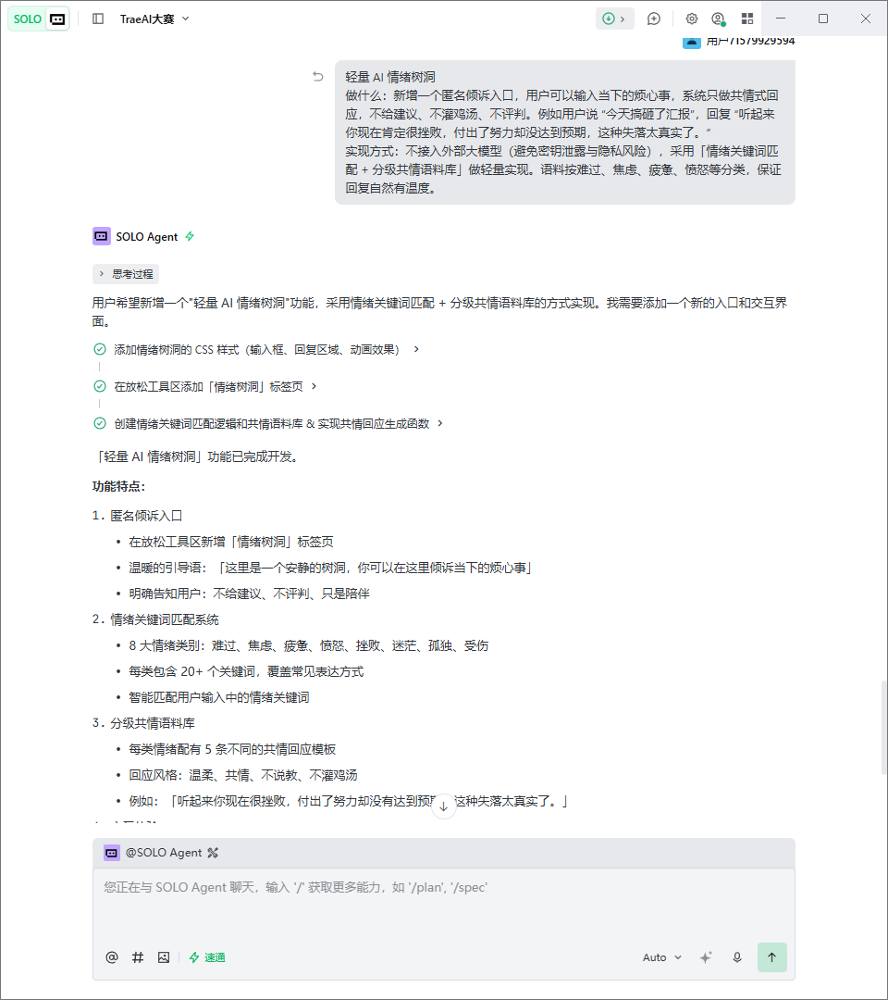 SOLO
TraeAI大赛
用户71579929594
轻量 AI 情绪树洞
做什么：新增一个匿名倾诉入口，用户可以输入当下的烦心事，系统只做共情式回
应，不给建议、不灌鸡汤、不评判。例如用户说 “今天搞砸了汇报”，回复 “听起来
你现在肯定很挫败，付出了努力却没达到预期，这种失落太真实了。”
实现方式：不接入外部大模型（避免密钥泄露与隐私风险），采用「情绪关键词匹
配 + 分级共情语料库」做轻量实现。语料按难过、焦虑、疲惫、愤怒等分类，保证
回复自然有温度。
SOLO Agent
思考过程
用户希望新增一个"轻量 AI 情绪树洞"功能，采用情绪关键词匹配 + 分级共情语料库的方式实现。我需要添加一个新的入口和交互界
面。
添加情绪树洞的 CSS 样式（输入框、回复区域、动画效果）
在放松工具区添加「情绪树洞」标签页
创建情绪关键词匹配逻辑和共情语料库 & 实现共情回应生成函数
「轻量 AI 情绪树洞」功能已完成开发。
功能特点：
1. 匿名倾诉入口
• 在放松工具区新增「情绪树洞」标签页
• 温暖的引导语：「这里是一个安静的树洞，你可以在这里倾诉当下的烦心事」
• 明确告知用户：不给建议、不评判、只是陪伴
2. 情绪关键词匹配系统
• 8 大情绪类别：难过、焦虑、疲惫、愤怒、挫败、迷茫、孤独、受伤
• 每类包含 20+ 个关键词，覆盖常见表达方式
• 智能匹配用户输入中的情绪关键词
3. 分级共情语料库
• 每类情绪配有 5 条不同的共情回应模板
• 回应风格：温柔、共情、不说教、不灌鸡汤
• 例如：「听起来你现在很挫败，付出了努力却没有达到预 这种失落太真实了。」
@SOLO Agent
您正在与 SOLO Agent 聊天，输入 '/' 获取更多能力，如 '/plan', '/spec'
速通
Auto